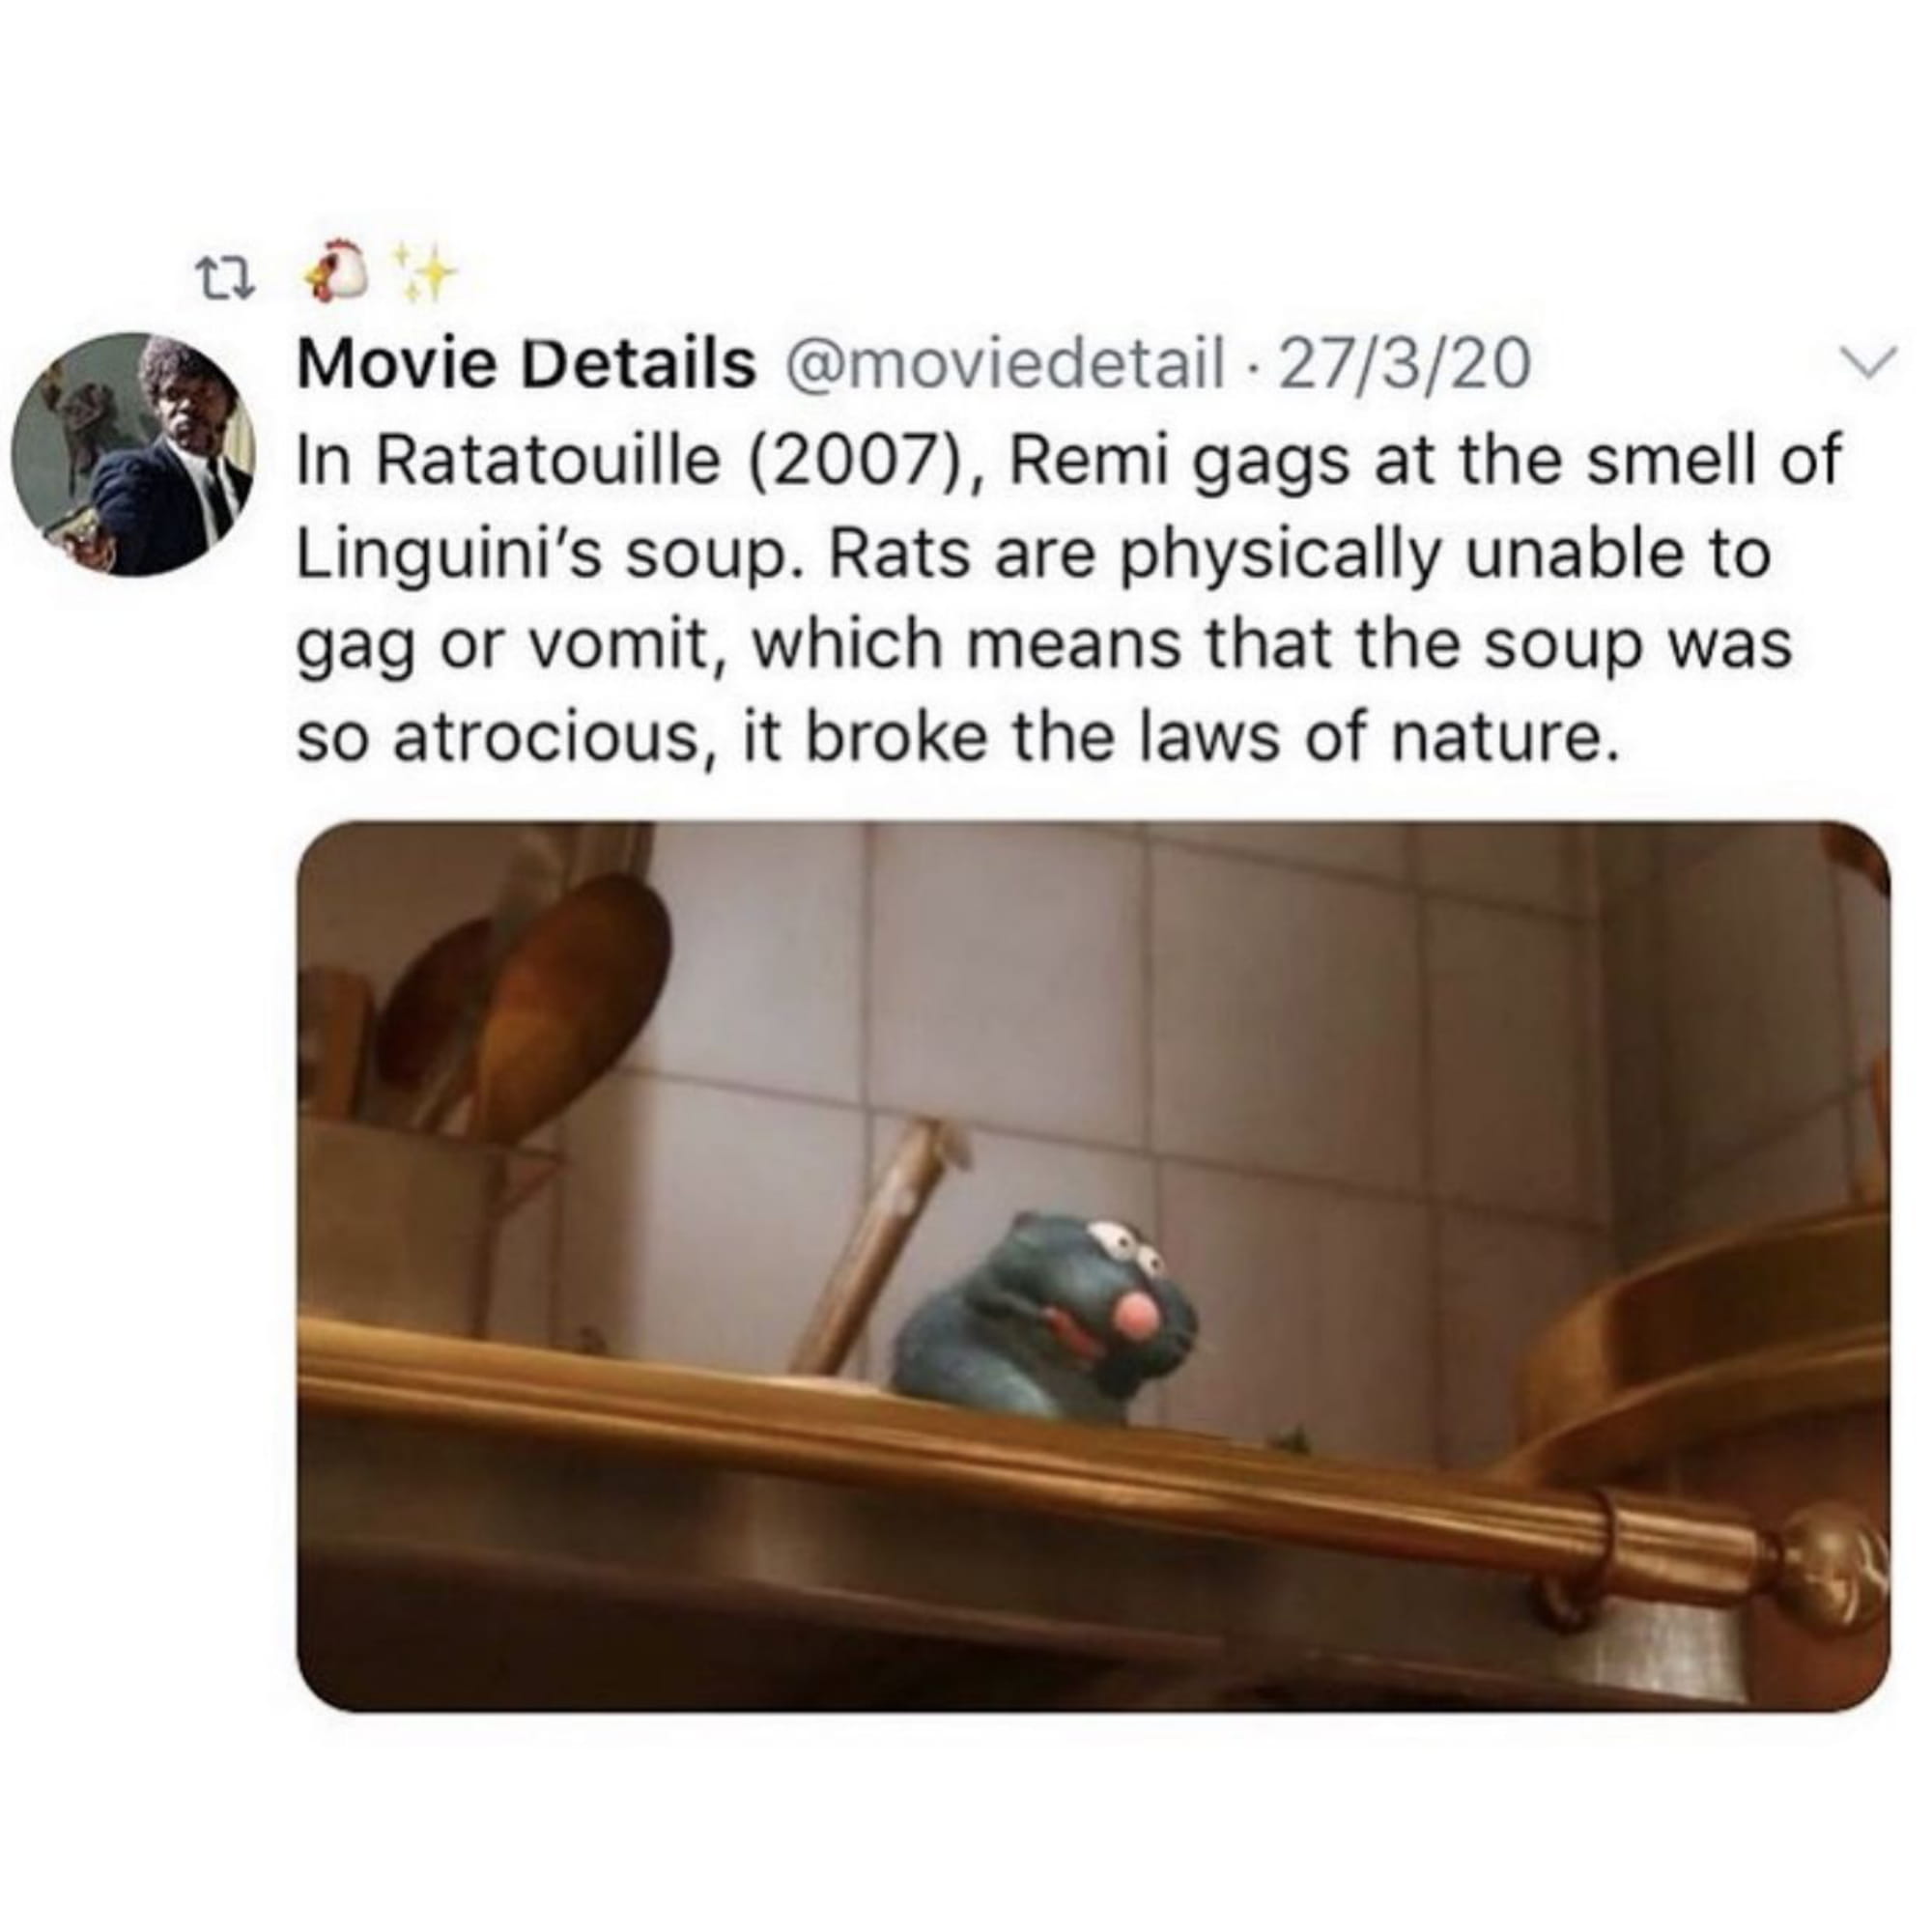 Movie Details @moviedetail · 27/3/20
In Ratatouille (2007), Remi gags at the smell of
Linguini’s soup. Rats are physically unable to
gag or vomit, which means that the soup was
so atrocious, it broke the laws of nature.